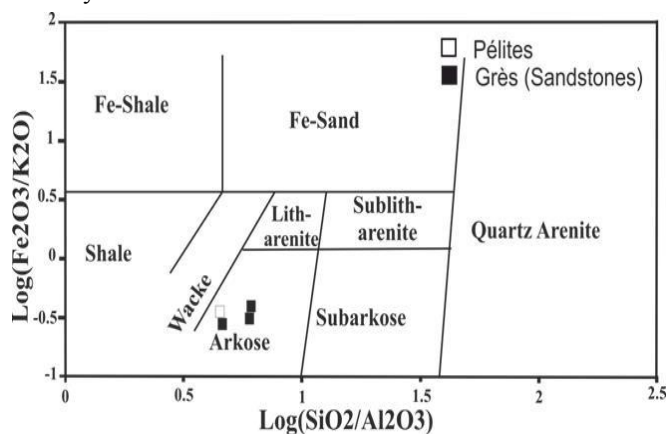 2
1.5
1
0.5
0
-0.5
-1
Log(Fe2O3/K2O)
Pélites
Grès (Sandstones)
Fe-Shale
Fe-Sand
Shale
Wacke
Lith-
arenite
Sublith-
arenite
Quartz Arenite
Arkose
Subarkose
0
0.5
1
1.5
2
2.5
Log(SiO2/Al2O3)